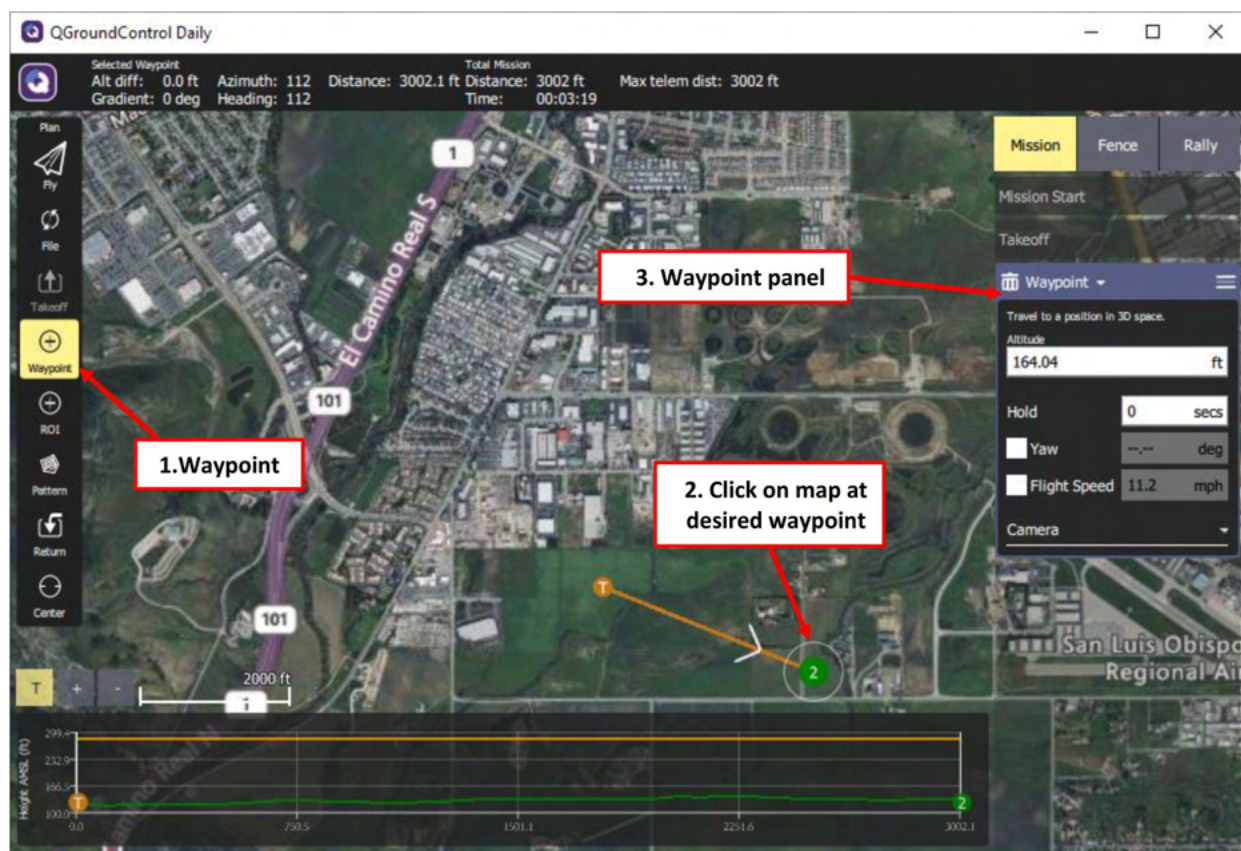 QGroundControl Daily
Selected Waypoint
Alt diff: 0.0 ft Azimuth: 112 Distance: 3002.1 ft
Gradient: 0 deg Heading: 112
Total Mission
Distance: 3002 ft Max telem dist: 3002 ft
Time: 00:03:19
Plan
Fly
File
Takeoff
Waypoint
ROI
Pattern
Return
Center
1.Waypoint
1
El Camino Real S
101
101
1
2. Click on map at
desired waypoint
3. Waypoint panel
T
2
Mission Fence Rally
Mission Start
Takeoff
Waypoint
Travel to a position in 3D space.
Altitude
164.04 ft
Hold 0 secs
Yaw --.-- deg
Flight Speed 11.2 mph
Camera
San Luis Obispo
Regional Air
T + -
2000 ft
Camino Real N
Height AMSL (ft)
299.4
232.9
166.5
100.0
T
2
0.0 750.5 1501.1 2251.6 3002.1